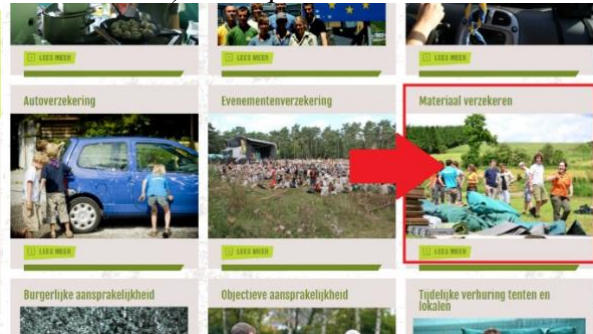 LEES MEER
LEES MEER
LEES MEER
Autoverzekering
Evenementenverzekering
Materiaal verzekeren
LEES MEER
LEES MEER
LEES MEER
Burgerlijke aansprakelijkheid
Objectieve aansprakelijkheid
Tijdelijke verhuring tenten en
lokalen